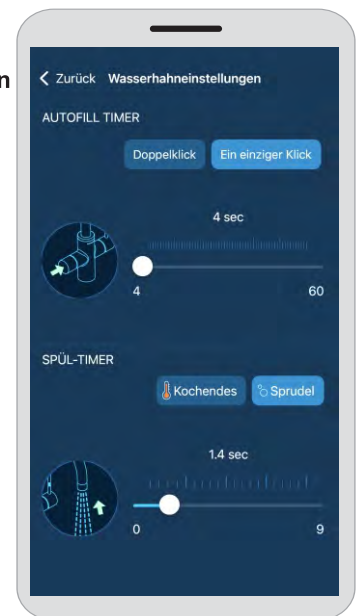 n
Zurück Wasserhahneinstellungen
AUTOFILL TIMER
Doppelklick Ein einziger Klick
4 sec
4 60
SPÜL-TIMER
Kochendes Sprudel
1.4 sec
0 9